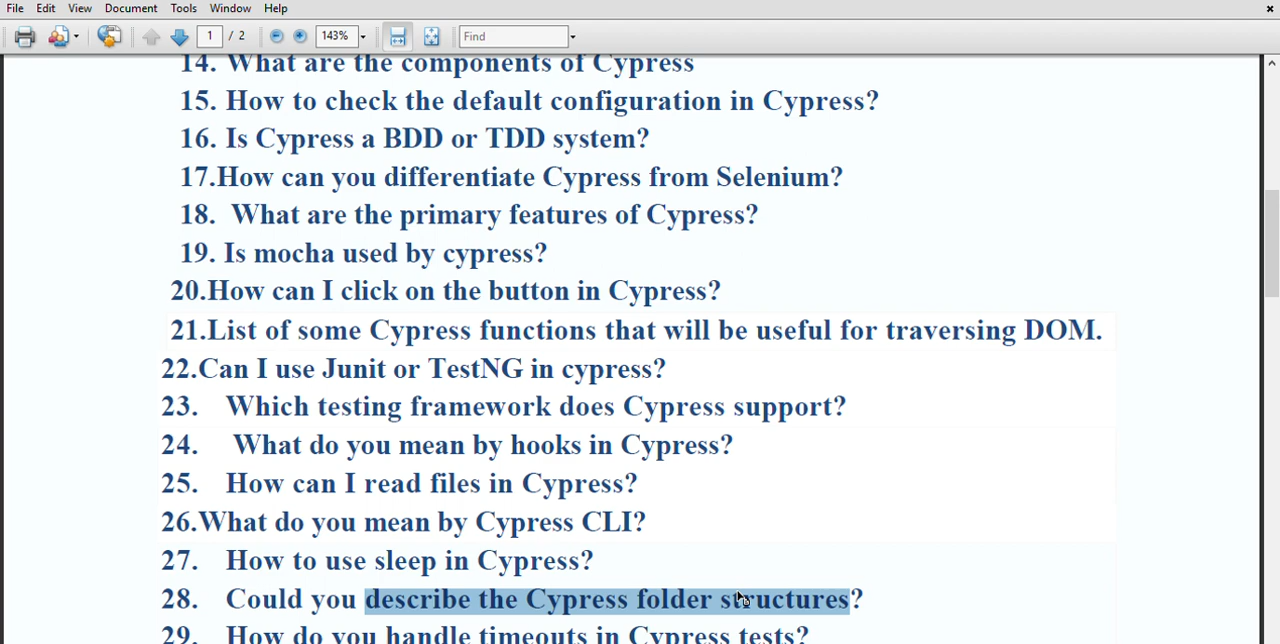 File Edit View Document Tools Window Help
1 / 2 143% Find
14. What are the components of Cypress
15. How to check the default configuration in Cypress?
16. Is Cypress a BDD or TDD system?
17.How can you differentiate Cypress from Selenium?
18. What are the primary features of Cypress?
19. Is mocha used by cypress?
20.How can I click on the button in Cypress?
21.List of some Cypress functions that will be useful for traversing DOM.
22.Can I use Junit or TestNG in cypress?
23. Which testing framework does Cypress support?
24. What do you mean by hooks in Cypress?
25. How can I read files in Cypress?
26.What do you mean by Cypress CLI?
27. How to use sleep in Cypress?
28. Could you describe the Cypress folder structures?
29. How do you handle timeouts in Cypress tests?